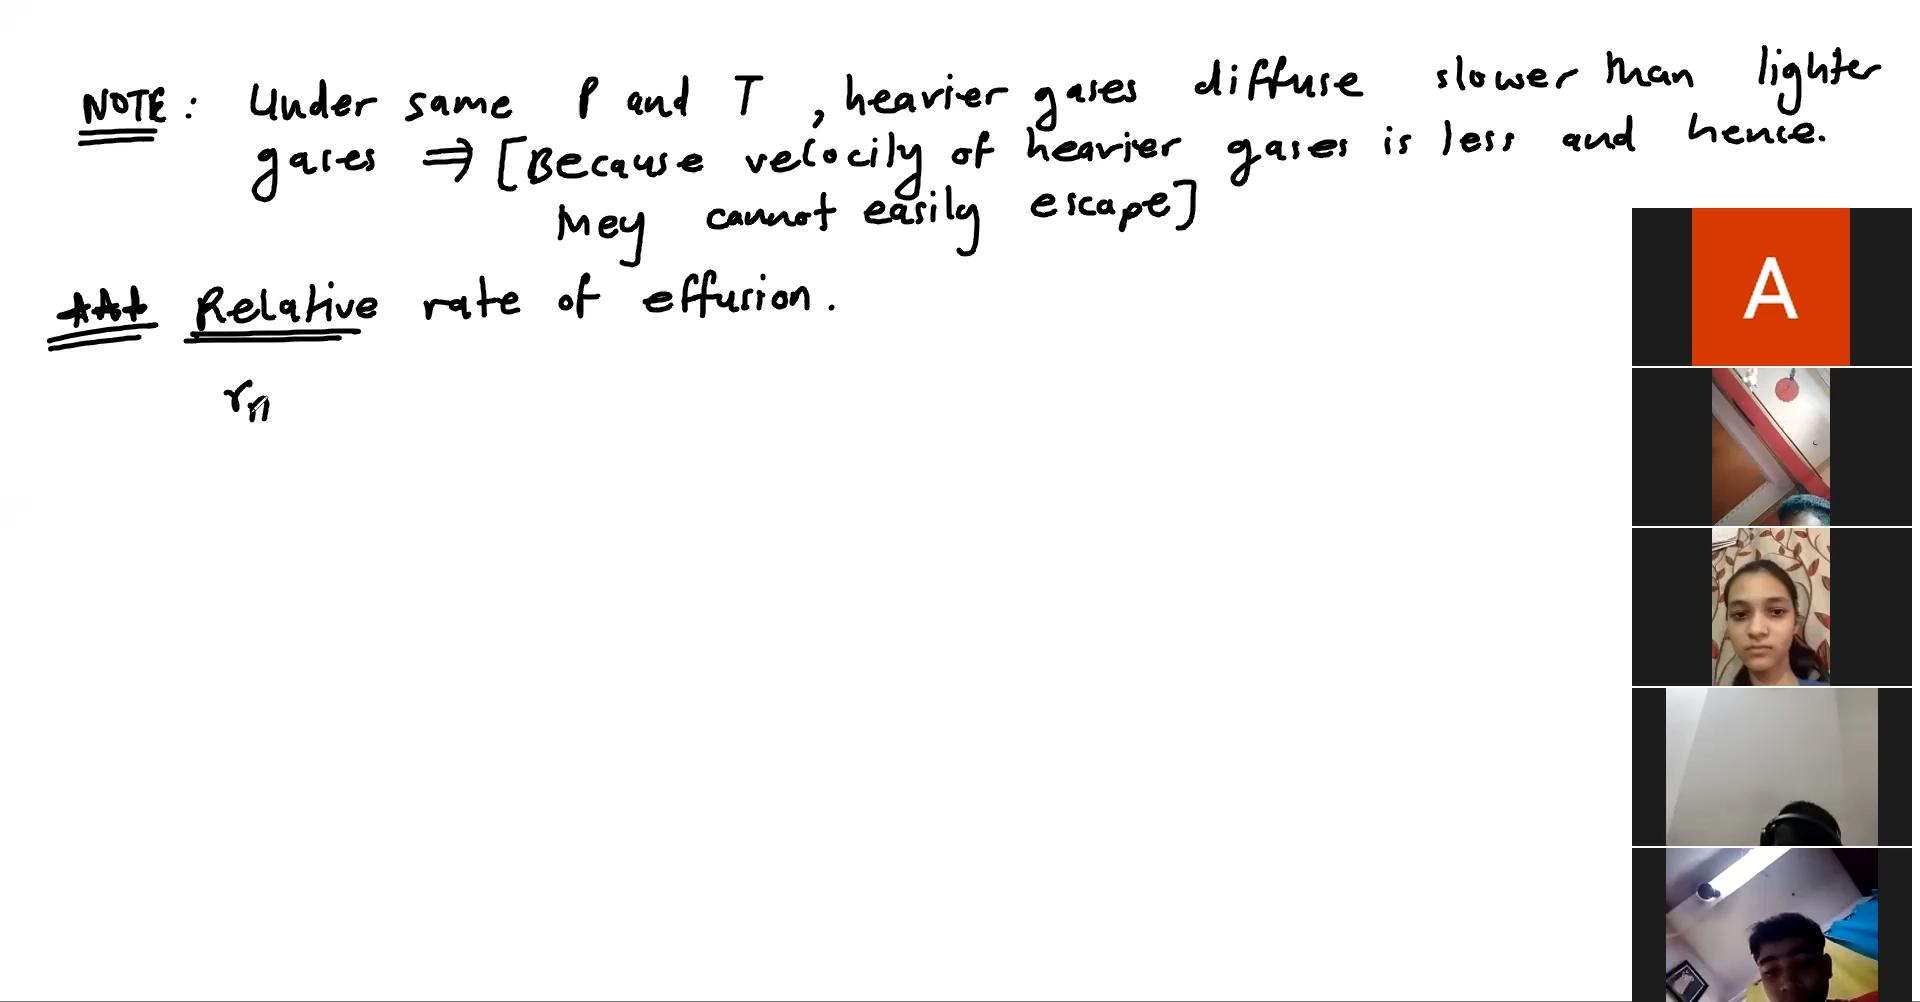 NOTE : Under same P and T , heavier gases diffuse slower than lighter
gases ⇒ [Because velocity of heavier gases is less and hence.
they cannot easily escape]
*** Relative rate of effusion.
r
A